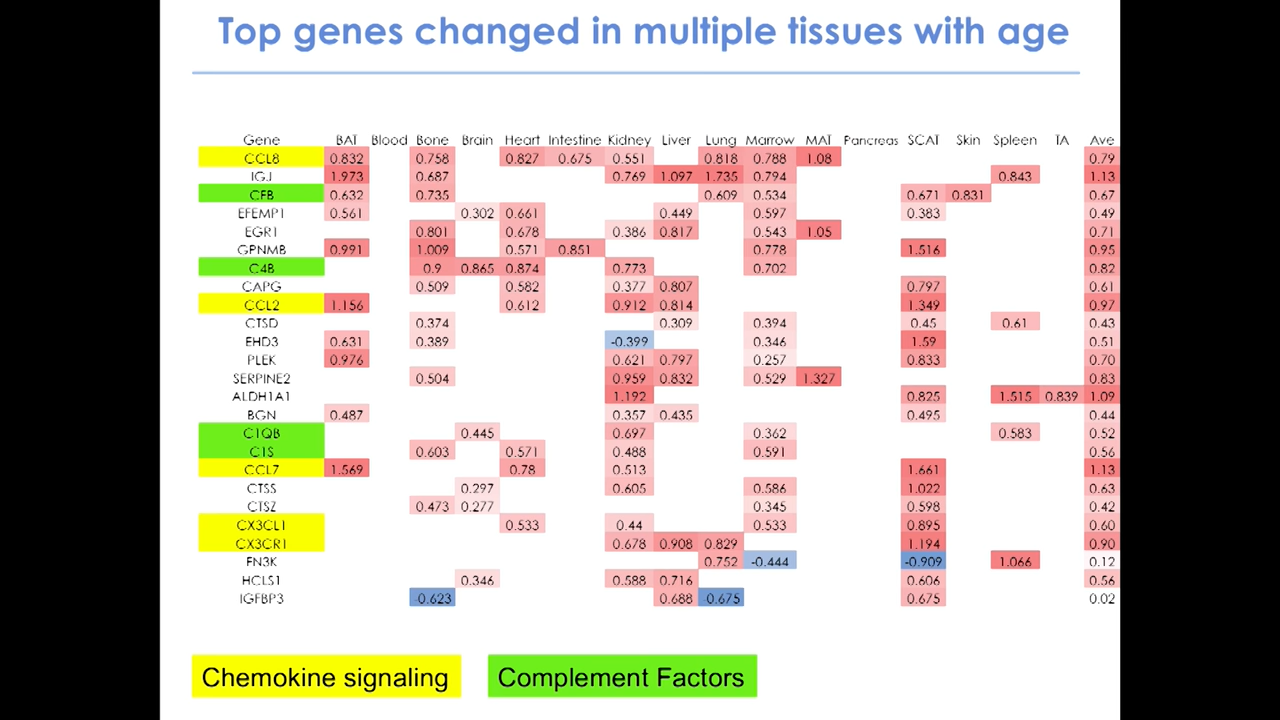 Top genes changed in multiple tissues with age
Gene BAT Blood Bone Brain Heart Intestine Kidney Liver Lung Marrow MAT Pancreas SCAT Skin Spleen TA Ave
CCL8 0.832 0.758 0.827 0.675 0.551 0.818 0.788 1.08 0.79
IGJ 1.973 0.687 0.769 1.097 1.735 0.794 0.843 1.13
CFB 0.632 0.735 0.609 0.534 0.671 0.831 0.67
EFEMP1 0.561 0.302 0.661 0.449 0.597 0.383 0.49
EGR1 0.801 0.678 0.386 0.817 0.543 1.05 0.71
GPNMB 0.991 1.009 0.571 0.851 0.778 1.516 0.95
C4B 0.9 0.865 0.874 0.773 0.702 0.82
CAPG 0.509 0.582 0.377 0.807 0.797 0.61
CCL2 1.156 0.612 0.912 0.814 1.349 0.97
CTSD 0.374 0.309 0.394 0.45 0.61 0.43
EHD3 0.631 0.389 -0.399 0.346 1.59 0.51
PLEK 0.976 0.621 0.797 0.257 0.833 0.70
SERPINE2 0.504 0.959 0.832 0.529 1.327 0.83
ALDH1A1 1.192 0.825 1.515 0.839 1.09
BGN 0.487 0.357 0.435 0.495 0.44
C1QB 0.445 0.697 0.362 0.583 0.52
C1S 0.603 0.571 0.488 0.591 0.56
CCL7 1.569 0.78 0.513 1.661 1.13
CTSS 0.297 0.605 0.586 1.022 0.63
CTSZ 0.473 0.277 0.345 0.598 0.42
CX3CL1 0.533 0.44 0.533 0.895 0.60
CX3CR1 0.678 0.908 0.829 1.194 0.90
FN3K 0.752 -0.444 -0.909 1.066 0.12
HCLS1 0.346 0.588 0.716 0.606 0.56
IGFBP3 -0.623 0.688 -0.675 0.675 0.02
Chemokine signaling Complement Factors